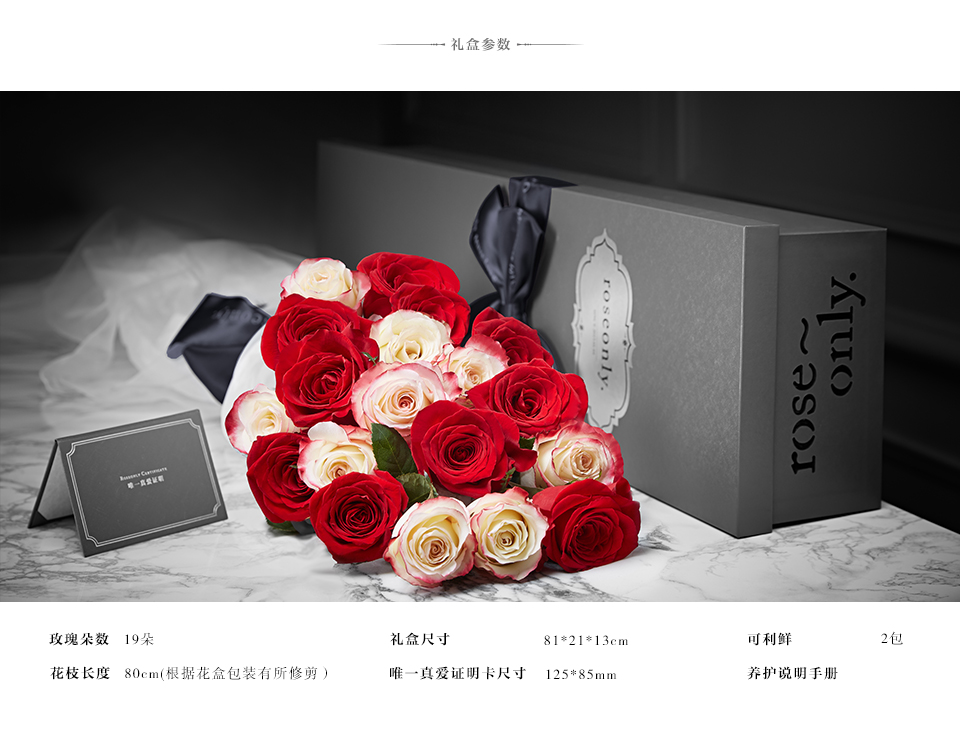 礼盒参数
roseonly.
rose~
only.
ROSEONLY CERTIFICATE
唯一真爱证明
玫瑰朵数 19朵
礼盒尺寸 81*21*13cm
可利鲜 2包
花枝长度 80cm(根据花盒包装有所修剪 )
唯一真爱证明卡尺寸 125*85mm
养护说明手册